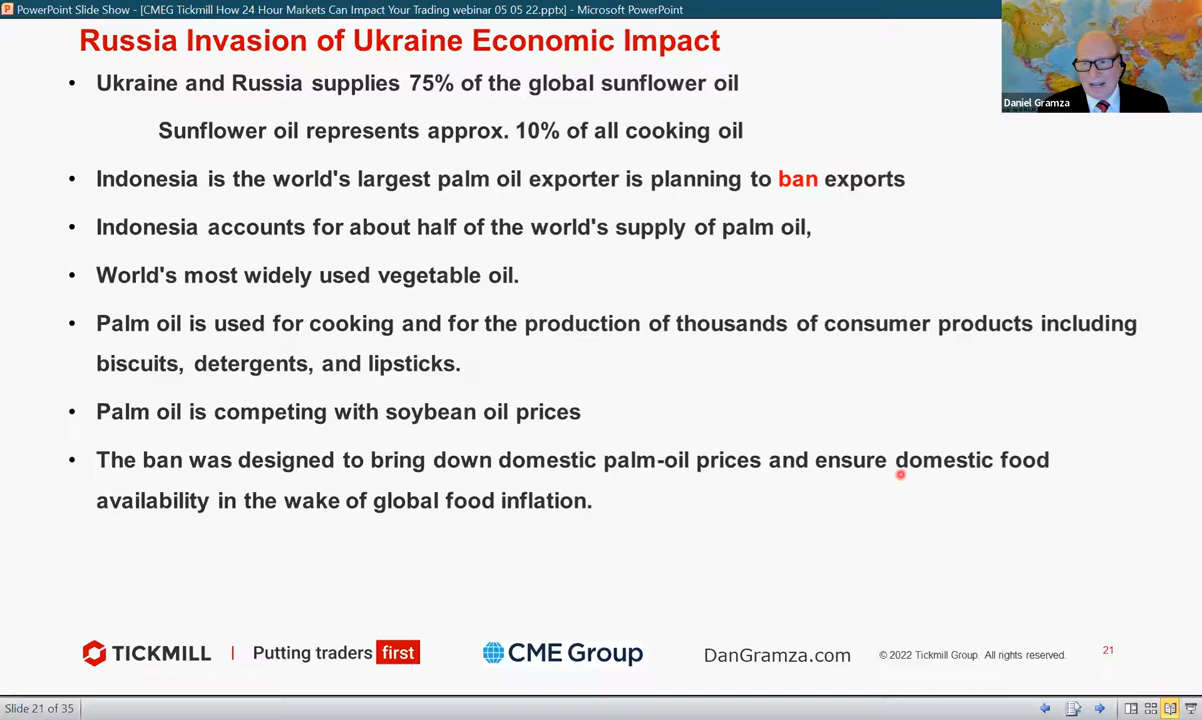 PowerPoint Slide Show - [CMEG Tickmill How 24 Hour Markets Can Impact Your Trading webinar 05 05 22.pptx] - Microsoft PowerPoint
Russia Invasion of Ukraine Economic Impact
Daniel Gramza
• Ukraine and Russia supplies 75% of the global sunflower oil
Sunflower oil represents approx. 10% of all cooking oil
• Indonesia is the world's largest palm oil exporter is planning to ban exports
• Indonesia accounts for about half of the world's supply of palm oil,
• World's most widely used vegetable oil.
• Palm oil is used for cooking and for the production of thousands of consumer products including
biscuits, detergents, and lipsticks.
• Palm oil is competing with soybean oil prices
• The ban was designed to bring down domestic palm-oil prices and ensure domestic food
availability in the wake of global food inflation.
TICKMILL | Putting traders first CME Group DanGramza.com © 2022 Tickmill Group. All rights reserved. 21
Slide 21 of 35